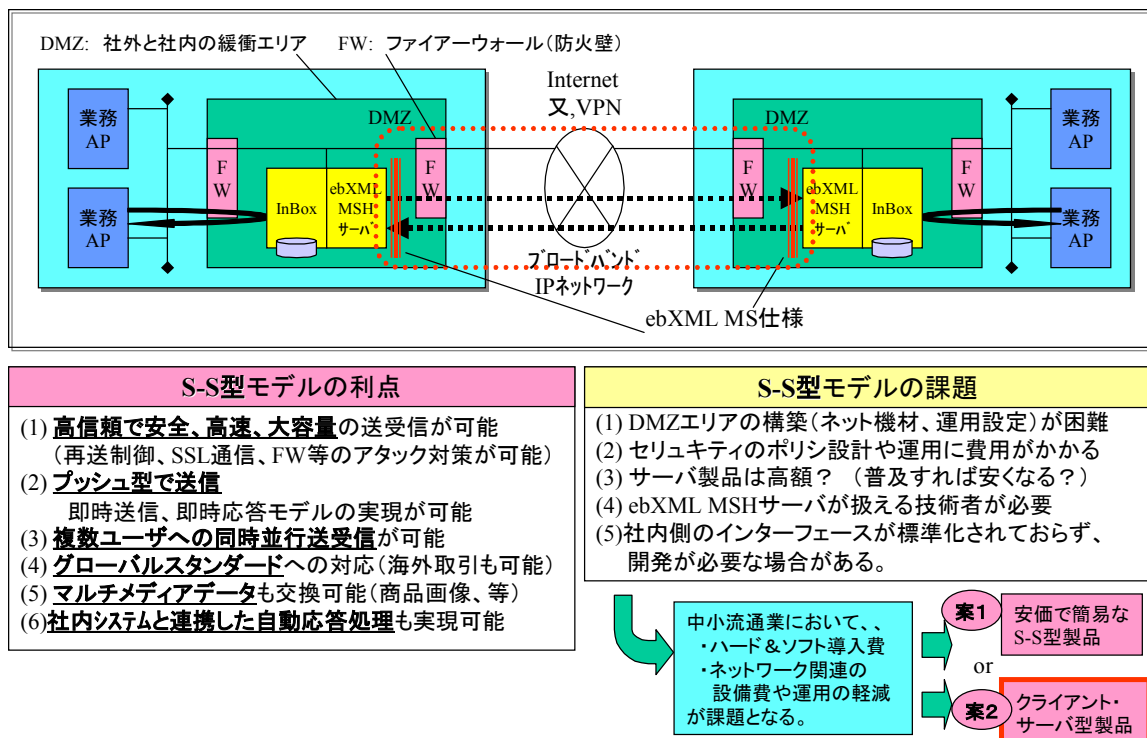 DMZ: 社外と社内の緩衝エリア FW: ファイアーウォール(防火壁)
Internet
又,VPN
業務
AP
業務
AP
DMZ
F
W
F
W
InBox
ebXML
MSH
サーバ
DMZ
F
W
F
W
ebXML
MSH
サーバ
InBox
業務
AP
業務
AP
ブロードバンド
IPネットワーク
ebXML MS仕様
S-S型モデルの利点
(1) 高信頼で安全、高速、大容量の送受信が可能
(再送制御、SSL通信、FW等のアタック対策が可能)
(2) プッシュ型で送信
即時送信、即時応答モデルの実現が可能
(3) 複数ユーザへの同時並行送受信が可能
(4) グローバルスタンダードへの対応(海外取引も可能)
(5) マルチメディアデータも交換可能(商品画像、等)
(6)社内システムと連携した自動応答処理も実現可能
S-S型モデルの課題
(1) DMZエリアの構築(ネット機材、運用設定)が困難
(2) セリュキティのポリシ設計や運用に費用がかかる
(3) サーバ製品は高額? (普及すれば安くなる?)
(4) ebXML MSHサーバが扱える技術者が必要
(5)社内側のインターフェースが標準化されておらず、
開発が必要な場合がある。
中小流通業において、、
・ハード&ソフト導入費
・ネットワーク関連の
設備費や運用の軽減
が課題となる。
案1
安価で簡易な
S-S型製品
or
案2
クライアント・
サーバ型製品